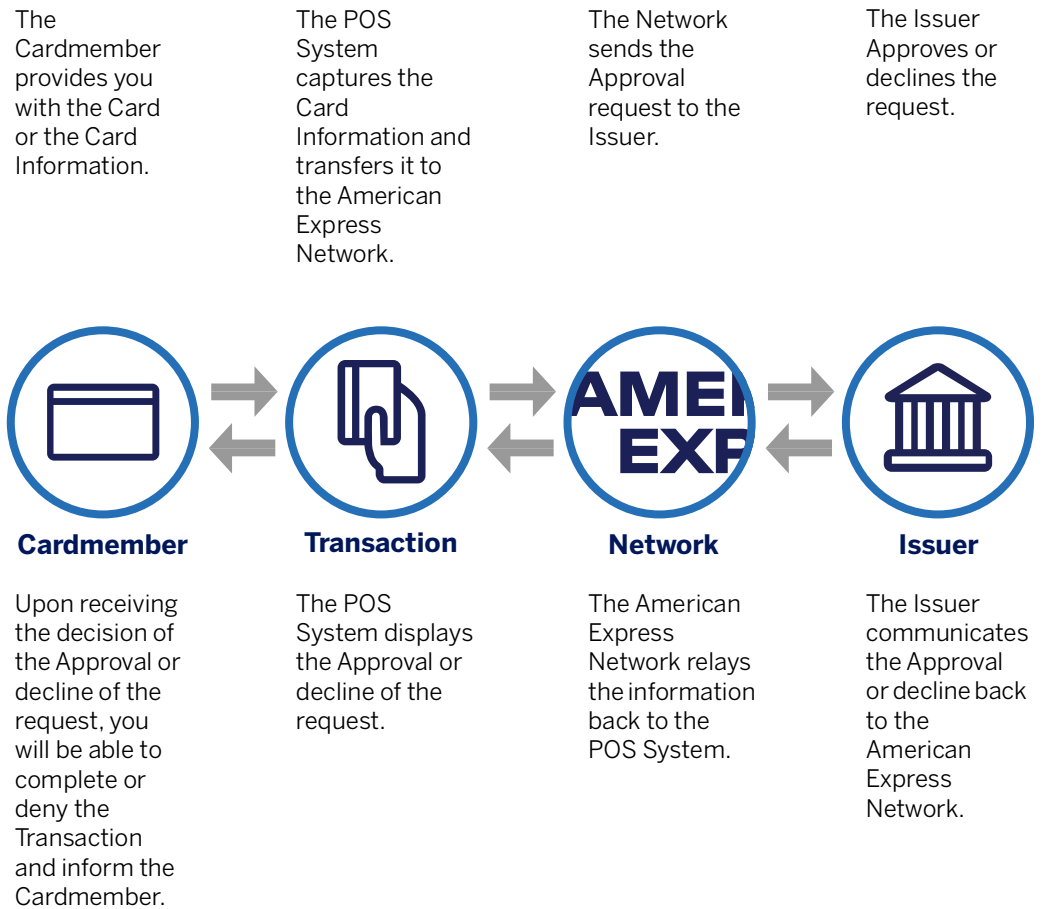 The
Cardmember
provides you
with the Card
or the Card
Information.
The POS
System
captures the
Card
Information and
transfers it to
the American
Express
Network.
The Network
sends the
Approval
request to the
Issuer.
The Issuer
Approves or
declines the
request.
AMEI
EXP
Cardmember
Transaction
Network
Issuer
Upon receiving
the decision of
the Approval or
decline of the
request, you
will be able to
complete or
deny the
Transaction
and inform the
Cardmember.
The POS
System displays
the Approval or
decline of the
request.
The American
Express
Network relays
the information
back to the
POS System.
The Issuer
communicates
the Approval
or decline back
to the
American
Express
Network.